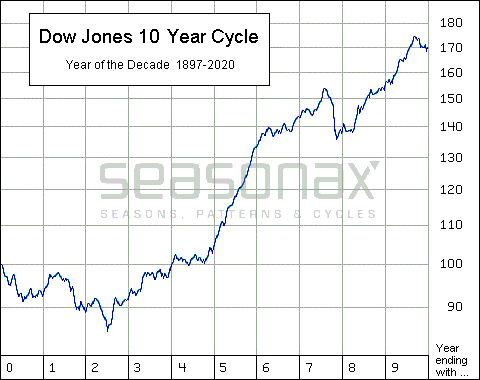 Dow Jones 10 Year Cycle
Year of the Decade 1897-2020
180
170
160
150
140
130
120
110
100
90
seasonax
SEASONS, PATTERNS & CYCLES
0 1 2 3 4 5 6 7 8 9
Year
ending
with ...